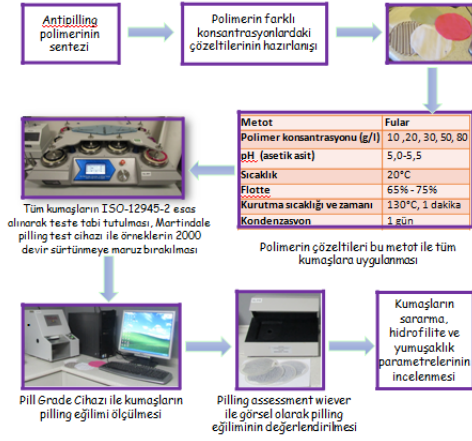 Antipilling
polimerinin
sentezi
Polimerin farklı
konsantrasyonlardaki
çözeltilerinin hazırlanışı
Metot Fular
Polimer konsantrasyonu (g/l) 10 ,20, 30, 50, 80
pH (asetik asit) 5,0-5,5
Sıcaklık 20°C
Flotte 65% - 75%
Kurutma sıcaklığı ve zamanı 130°C, 1 dakika
Kondenzasyon 1 gün
Polimerin çözeltileri bu metot ile tüm
kumaşlara uygulanması
Tüm kumaşların ISO-12945-2 esas
alınarak teste tabi tutulması, Martindale
pilling test cihazı ile örneklerin 2000
devir sürtünmeye maruz bırakılması
Pill Grade Cihazı ile kumaşların
pilling eğilimi ölçülmesi
Pilling assessment wiever
ile görsel olarak pilling
eğiliminin değerlendirilmesi
Kumaşların
sararma,
hidrofilite ve
yumuşaklık
parametrelerinin
incelenmesi